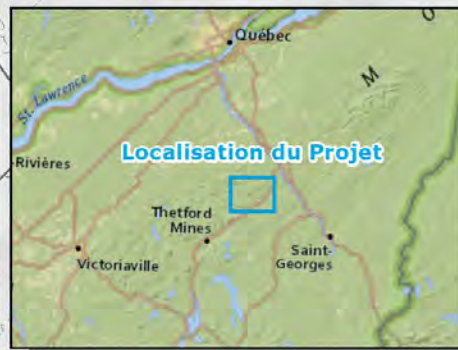 Québec
M
O
St. Lawrence
Rivières
Localisation du Projet
Thetford
Mines
Saint-
Georges
Victoriaville